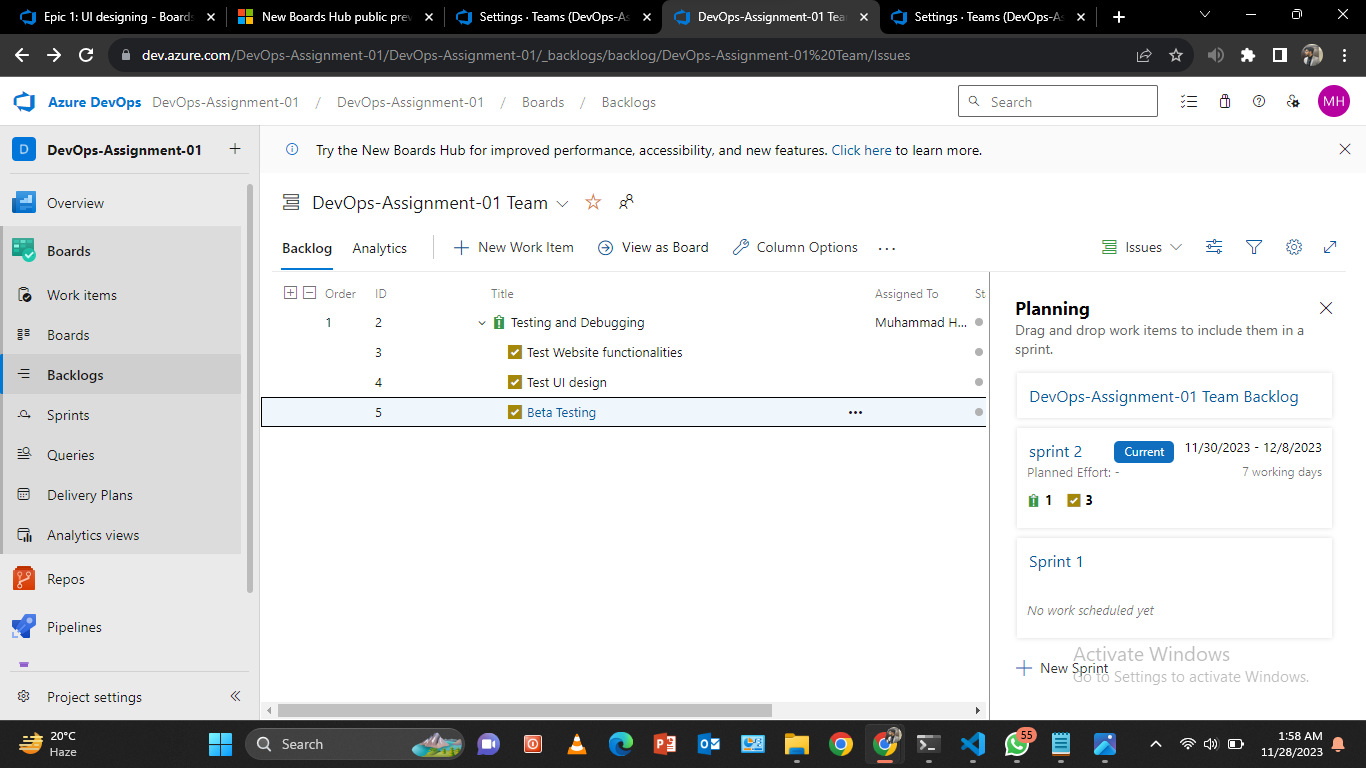 Epic 1: UI designing - Boards
New Boards Hub public prev
Settings · Teams (DevOps-As
DevOps-Assignment-01 Tea
Settings · Teams (DevOps-As
dev.azure.com/DevOps-Assignment-01/DevOps-Assignment-01/_backlogs/backlog/DevOps-Assignment-01%20Team/Issues
Azure DevOps DevOps-Assignment-01 / DevOps-Assignment-01 / Boards / Backlogs
Search
MH
D DevOps-Assignment-01
Overview
Boards
Work items
Boards
Backlogs
Sprints
Queries
Delivery Plans
Analytics views
Repos
Pipelines
Project settings
Try the New Boards Hub for improved performance, accessibility, and new features. Click here to learn more.
DevOps-Assignment-01 Team
Backlog Analytics New Work Item View as Board Column Options Issues
Order ID Title Assigned To St
1 2 Testing and Debugging Muhammad H...
3 Test Website functionalities
4 Test UI design
5 Beta Testing
Planning
Drag and drop work items to include them in a
sprint.
DevOps-Assignment-01 Team Backlog
sprint 2 Current 11/30/2023 - 12/8/2023
Planned Effort: - 7 working days
1 3
Sprint 1
No work scheduled yet
New Sprint
Activate Windows
Go to Settings to activate Windows.
20°C
Haze
Search
55
1:58 AM
11/28/2023